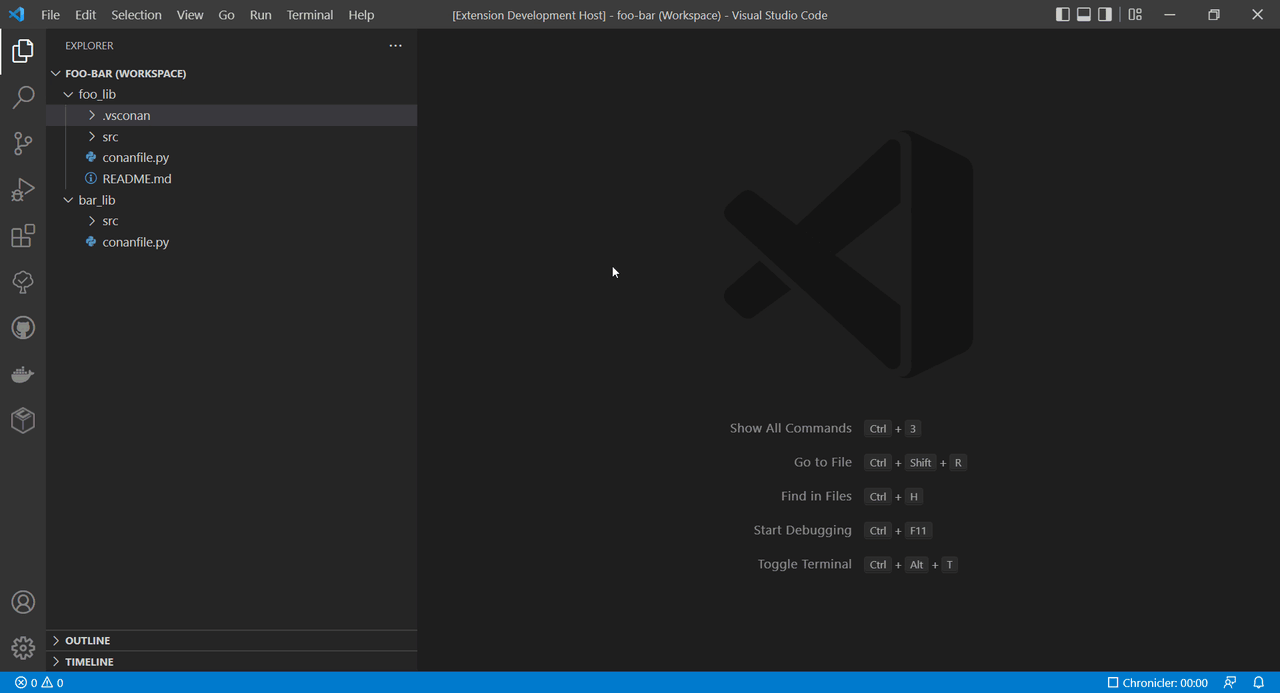 File Edit Selection View Go Run Terminal Help [Extension Development Host] - foo-bar (Workspace) - Visual Studio Code
EXPLORER
FOO-BAR (WORKSPACE)
foo_lib
.vsconan
src
conanfile.py
README.md
bar_lib
src
conanfile.py
Show All Commands Ctrl + 3
Go to File Ctrl + Shift + R
Find in Files Ctrl + H
Start Debugging Ctrl + F11
Toggle Terminal Ctrl + Alt + T
OUTLINE
TIMELINE
0 0 Chronicler: 00:00